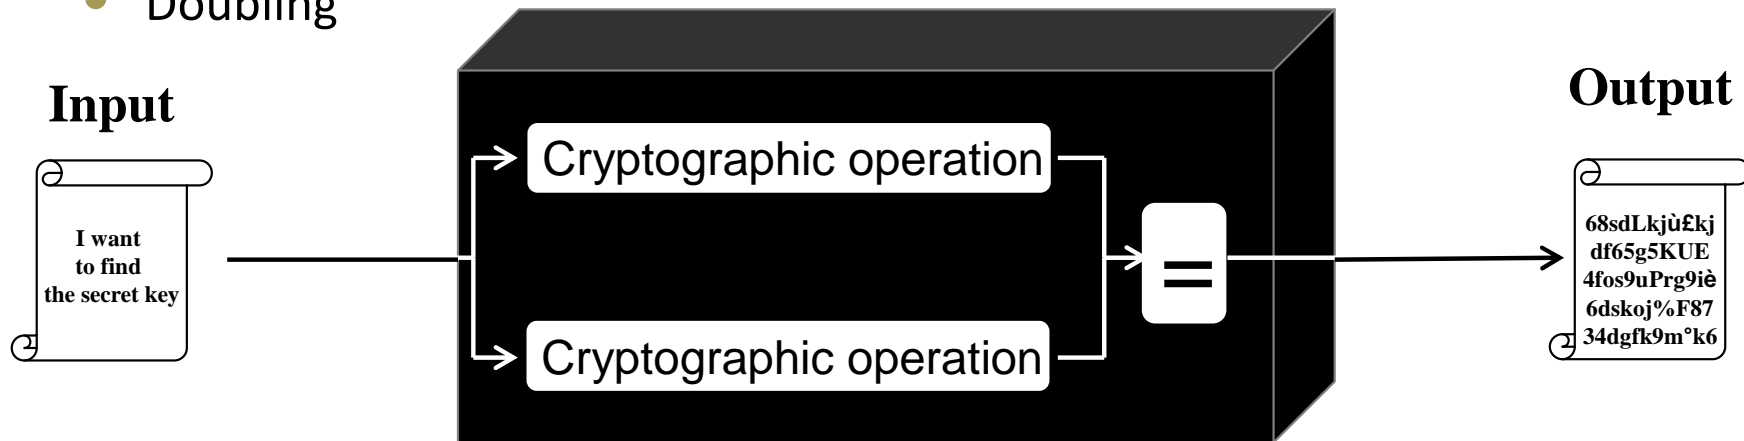 Doubling
Input
I want
to find
the secret key
Cryptographic operation
Cryptographic operation
=
Output
68sdLkjù£kj
df65g5KUE
4fos9uPrg9iè
6dskoj%F87
34dgfk9m°k6